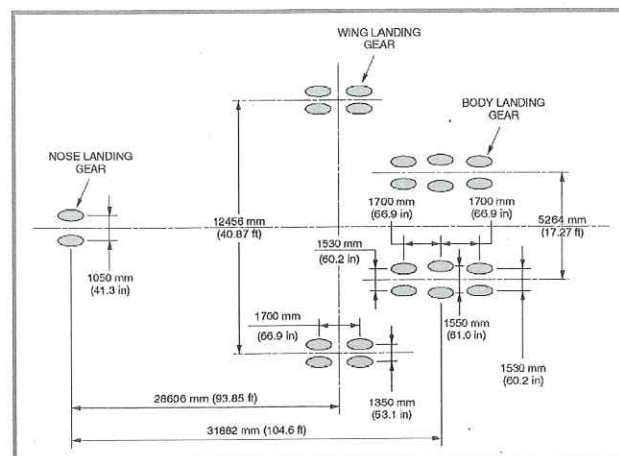 WING LANDING
GEAR
BODY LANDING
GEAR
NOSE LANDING
GEAR
1700 mm
(66.9 in)
1700 mm
(66.9 in)
12456 mm
(40.87 ft)
5264 mm
(17.27 ft)
1530 mm
(60.2 in)
1050 mm
(41.3 in)
1700 mm
(66.9 in)
1550 mm
(61.0 in)
1530 mm
(60.2 in)
28606 mm (93.85 ft)
1350 mm
(53.1 in)
31882 mm (104.6 ft)